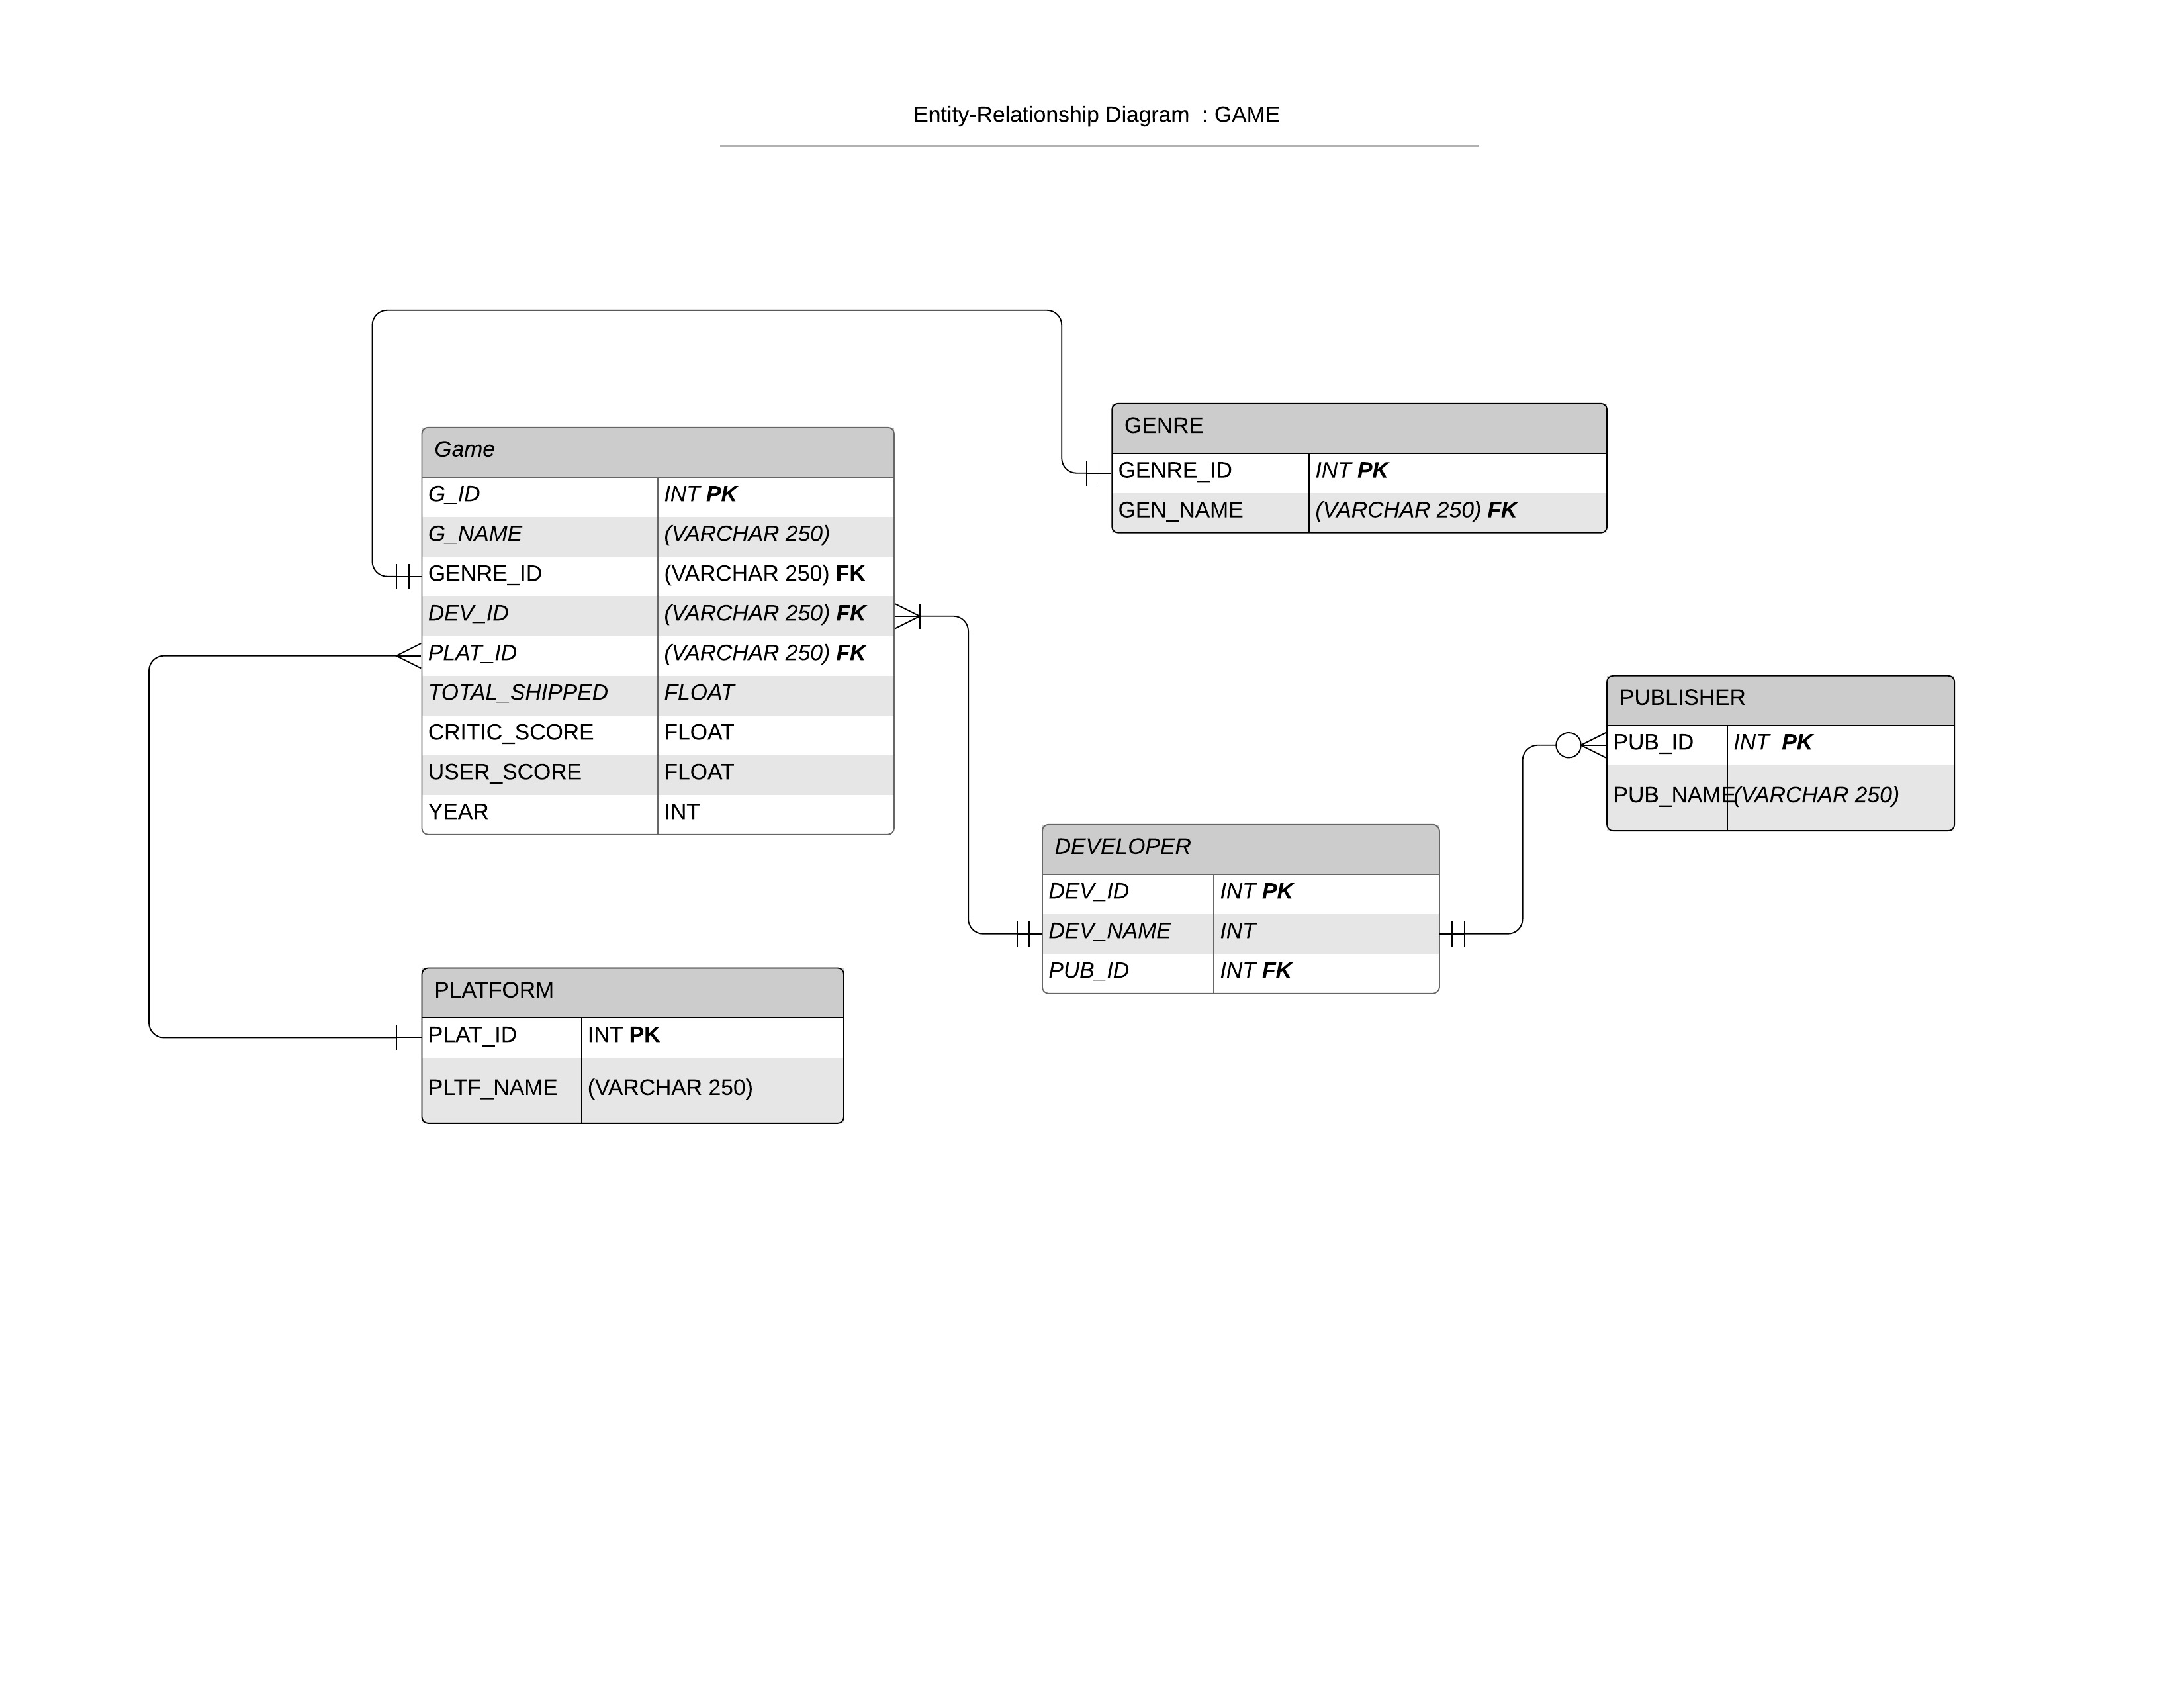 Entity-Relationship Diagram  : GAME
Game
G_ID INT PK
G_NAME (VARCHAR 250)
GENRE_ID (VARCHAR 250) FK
DEV_ID (VARCHAR 250) FK
PLAT_ID (VARCHAR 250) FK
TOTAL_SHIPPED FLOAT
CRITIC_SCORE FLOAT
USER_SCORE FLOAT
YEAR INT
GENRE
GENRE_ID INT PK
GEN_NAME (VARCHAR 250) FK
PUBLISHER
PUB_ID INT  PK
PUB_NAME (VARCHAR 250)
DEVELOPER
DEV_ID INT PK
DEV_NAME INT
PUB_ID INT FK
PLATFORM
PLAT_ID INT PK
PLTF_NAME (VARCHAR 250)